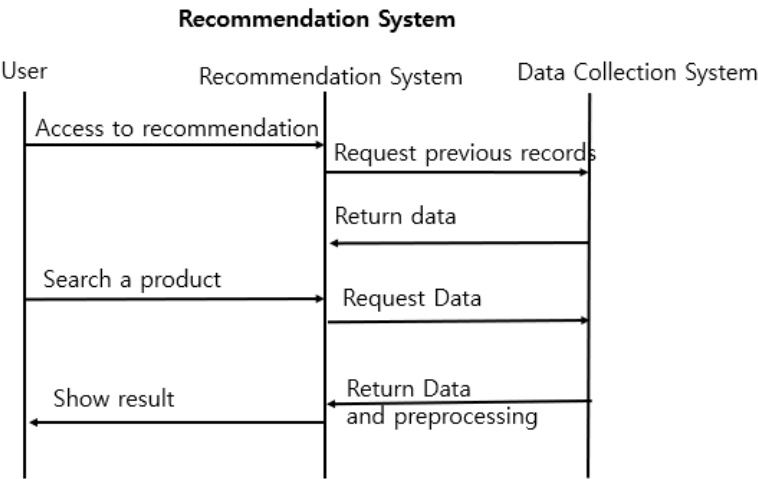 Recommendation System
User
Recommendation System
Data Collection System
Access to recommendation
Request previous records
Return data
Search a product
Request Data
Return Data
and preprocessing
Show result